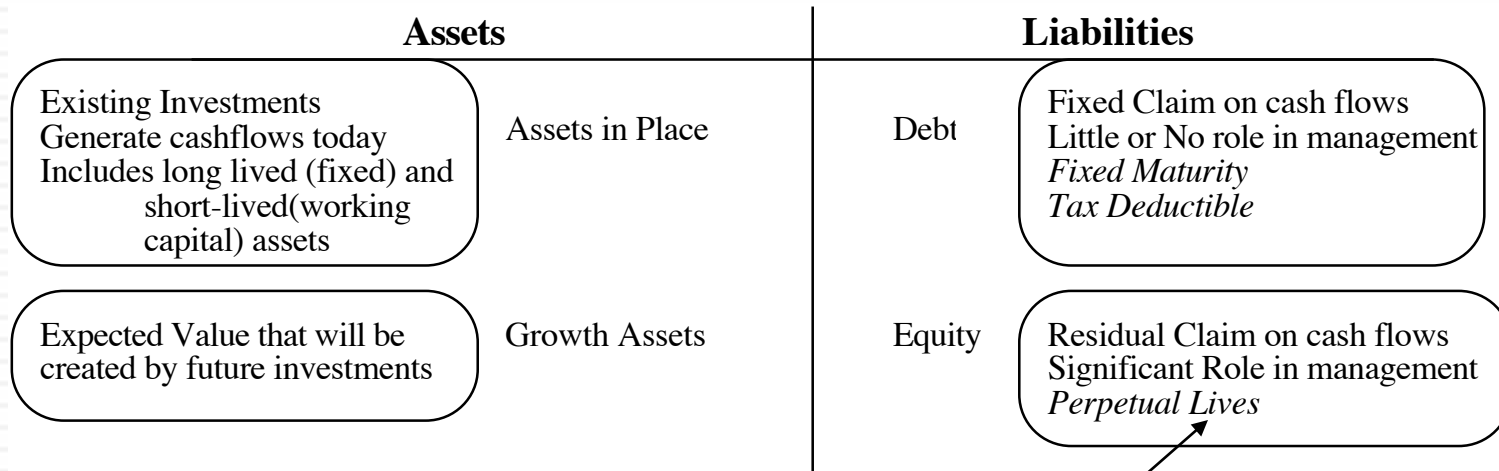 Assets
Liabilities
Existing Investments
Generate cashflows today
Includes long lived (fixed) and
short-lived(working
capital) assets
Assets in Place
Debt
Fixed Claim on cash flows
Little or No role in management
Fixed Maturity
Tax Deductible
Expected Value that will be
created by future investments
Growth Assets
Equity
Residual Claim on cash flows
Significant Role in management
Perpetual Lives